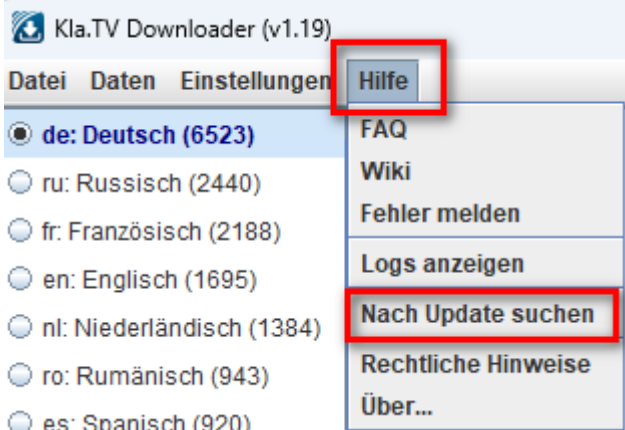 Kla.TV Downloader (v1.19)
Datei Daten Einstellungen Hilfe
de: Deutsch (6523)
ru: Russisch (2440)
fr: Französisch (2188)
en: Englisch (1695)
nl: Niederländisch (1384)
ro: Rumänisch (943)
es: Spanisch (920)
FAQ
Wiki
Fehler melden
Logs anzeigen
Nach Update suchen
Rechtliche Hinweise
Über...